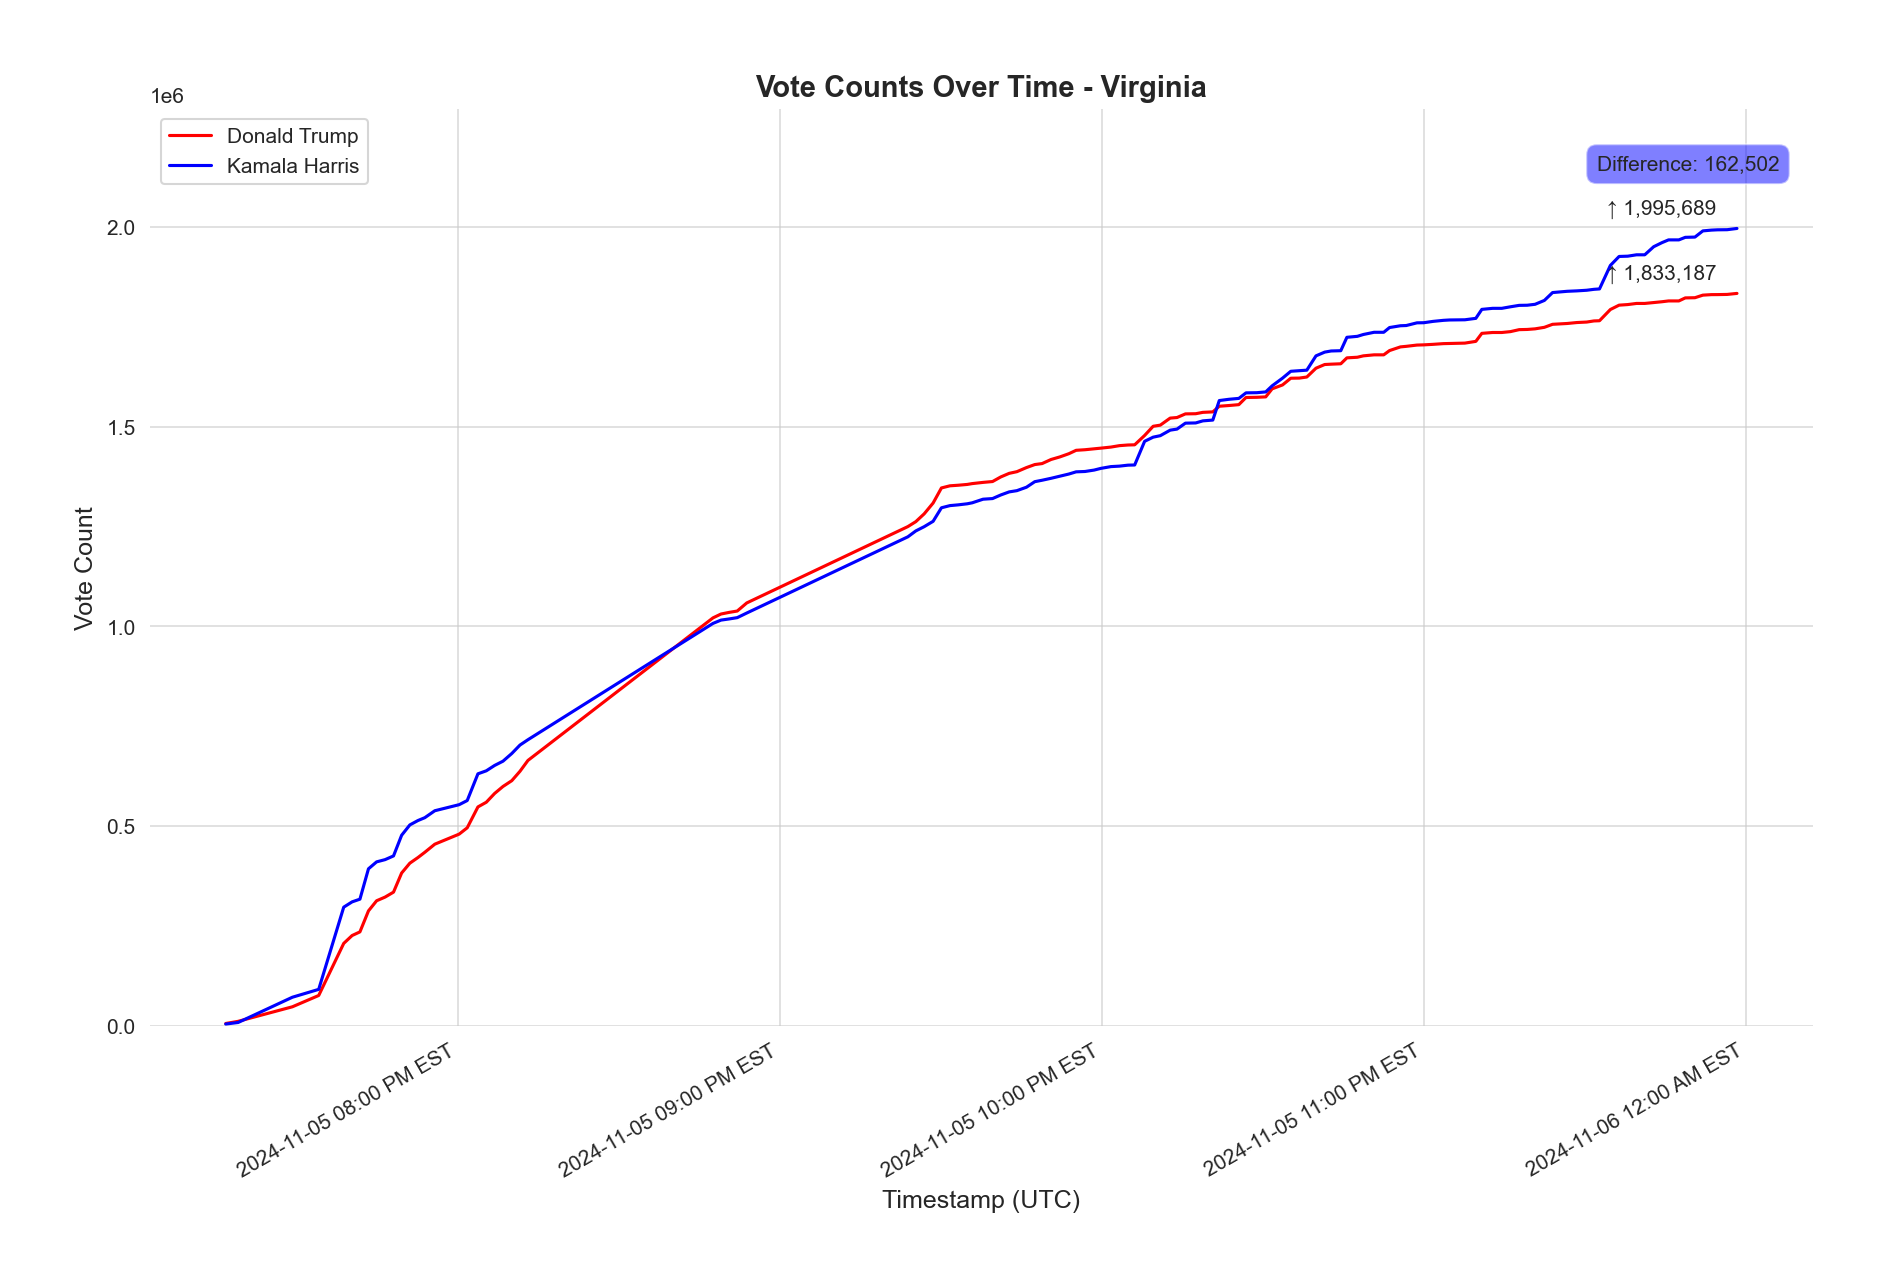 Vote Counts Over Time - Virginia
1e6
Donald Trump
Kamala Harris
Difference: 162,502
↑ 1,995,689
↑ 1,833,187
2.0
1.5
1.0
0.5
0.0
Vote Count
2024-11-05 08:00 PM EST
2024-11-05 09:00 PM EST
2024-11-05 10:00 PM EST
2024-11-05 11:00 PM EST
2024-11-06 12:00 AM EST
Timestamp (UTC)